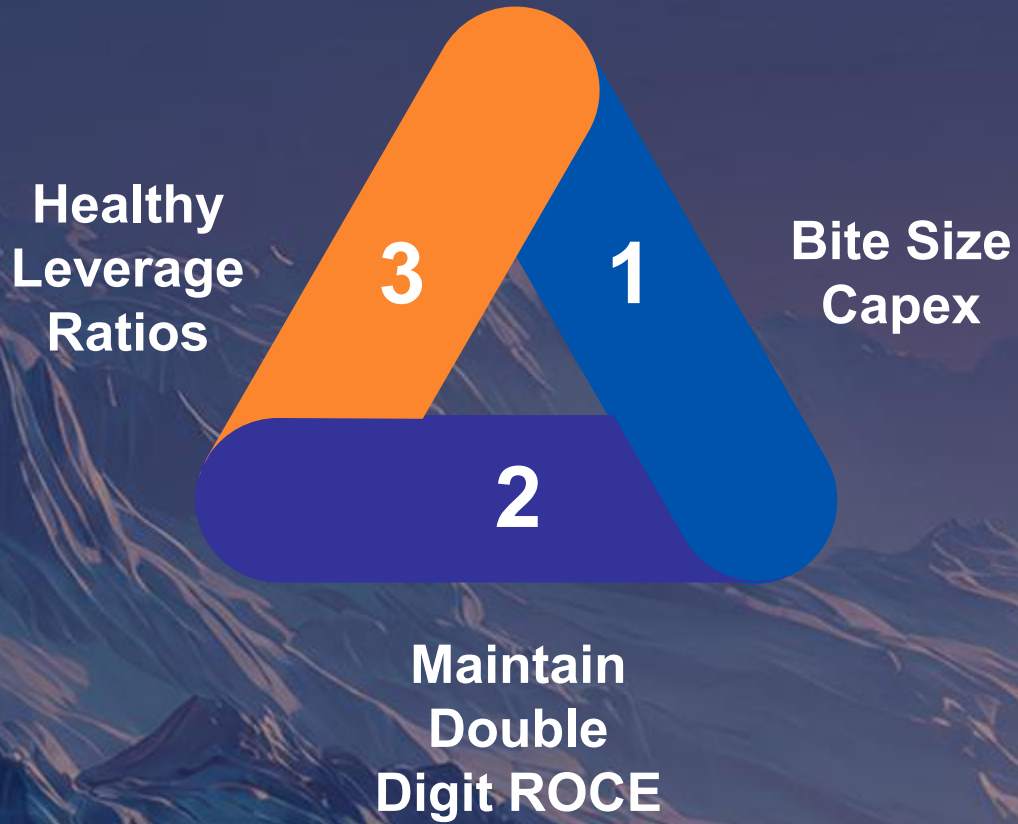 Healthy
Leverage
Ratios
3
1
Bite Size
Capex
2
Maintain
Double
Digit ROCE